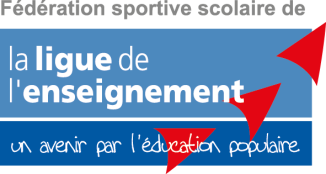 Fédération sportive scolaire de
la ligue de
l'enseignement
un avenir par l'éducation populaire